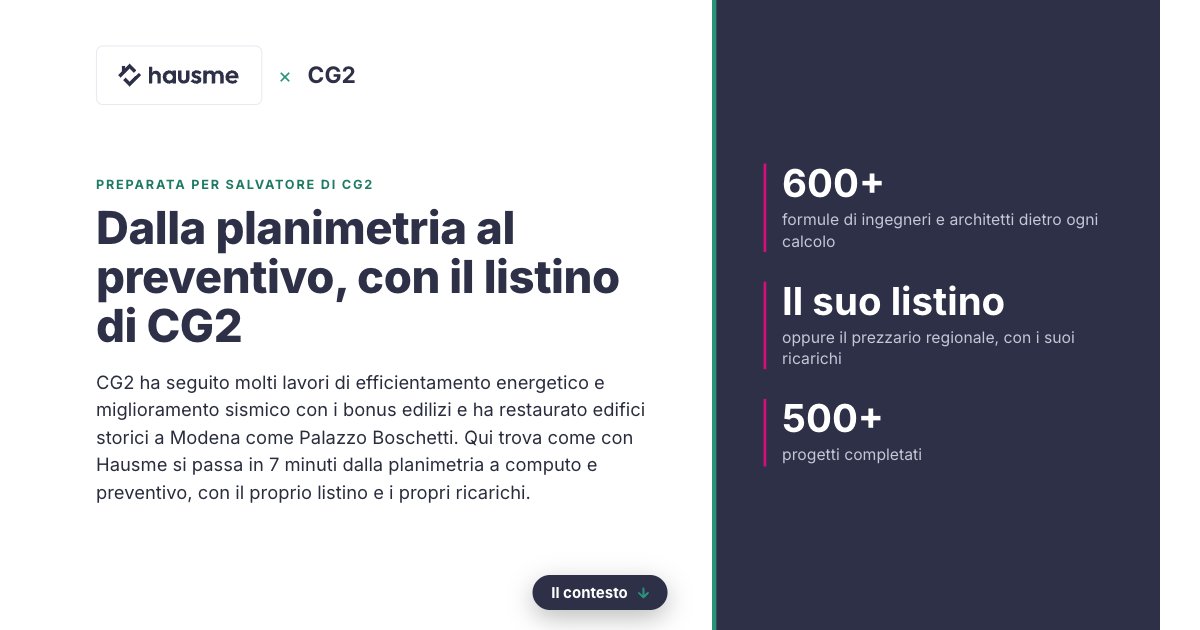 hausme × CG2
PREPARATA PER SALVATORE DI CG2
Dalla planimetria al
preventivo, con il listino
di CG2
CG2 ha seguito molti lavori di efficientamento energetico e
miglioramento sismico con i bonus edilizi e ha restaurato edifici
storici a Modena come Palazzo Boschetti. Qui trova come con
Hausme si passa in 7 minuti dalla planimetria a computo e
preventivo, con il proprio listino e i propri ricarichi.
Il contesto ↓
600+
formule di ingegneri e architetti dietro ogni
calcolo
Il suo listino
oppure il prezzario regionale, con i suoi
ricarichi
500+
progetti completati